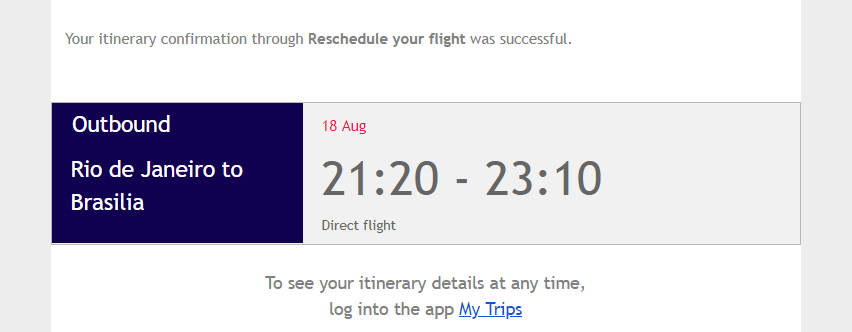 Your itinerary confirmation through Reschedule your flight was successful.
Outbound
Rio de Janeiro to
Brasilia
18 Aug
21:20 - 23:10
Direct flight
To see your itinerary details at any time,
log into the app My Trips